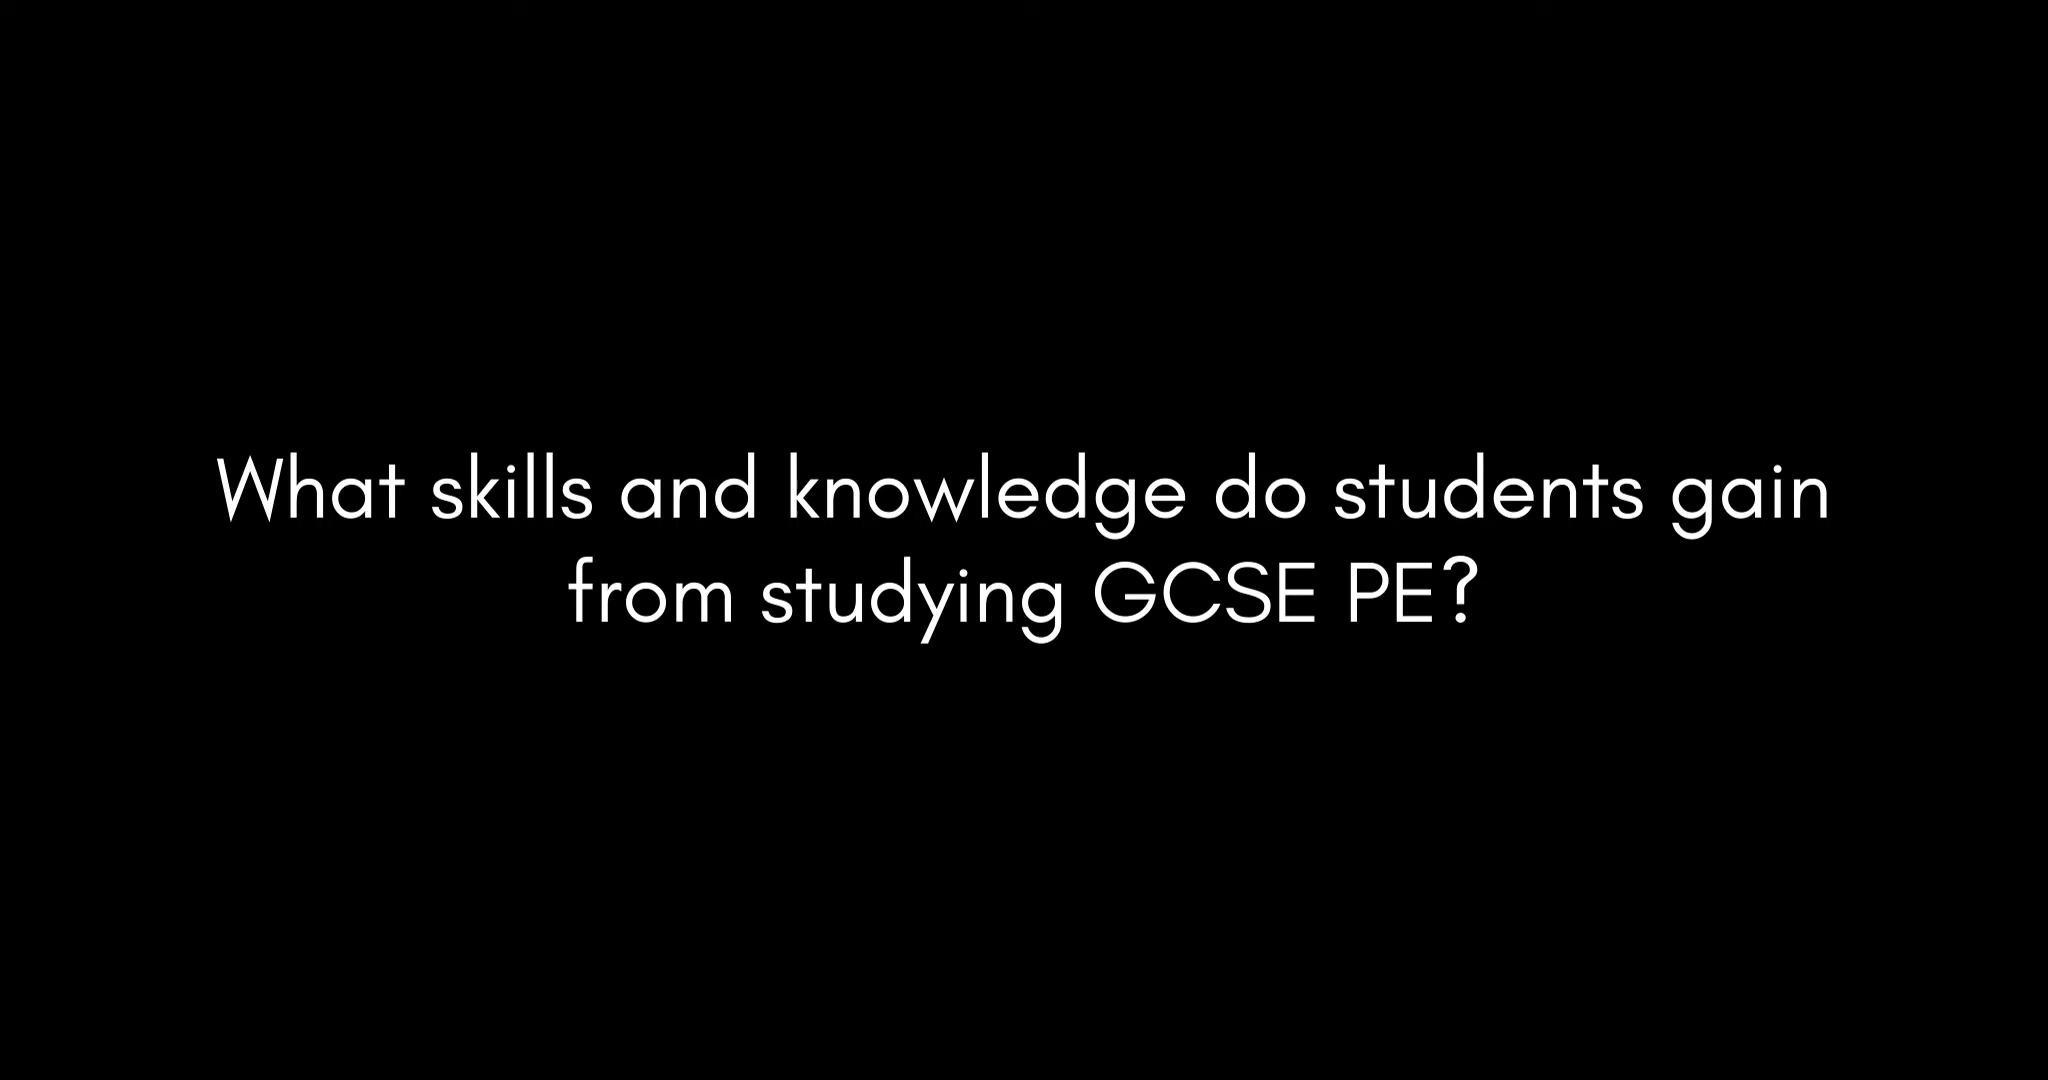 What skills and knowledge do students gain
from studying GCSE PE?